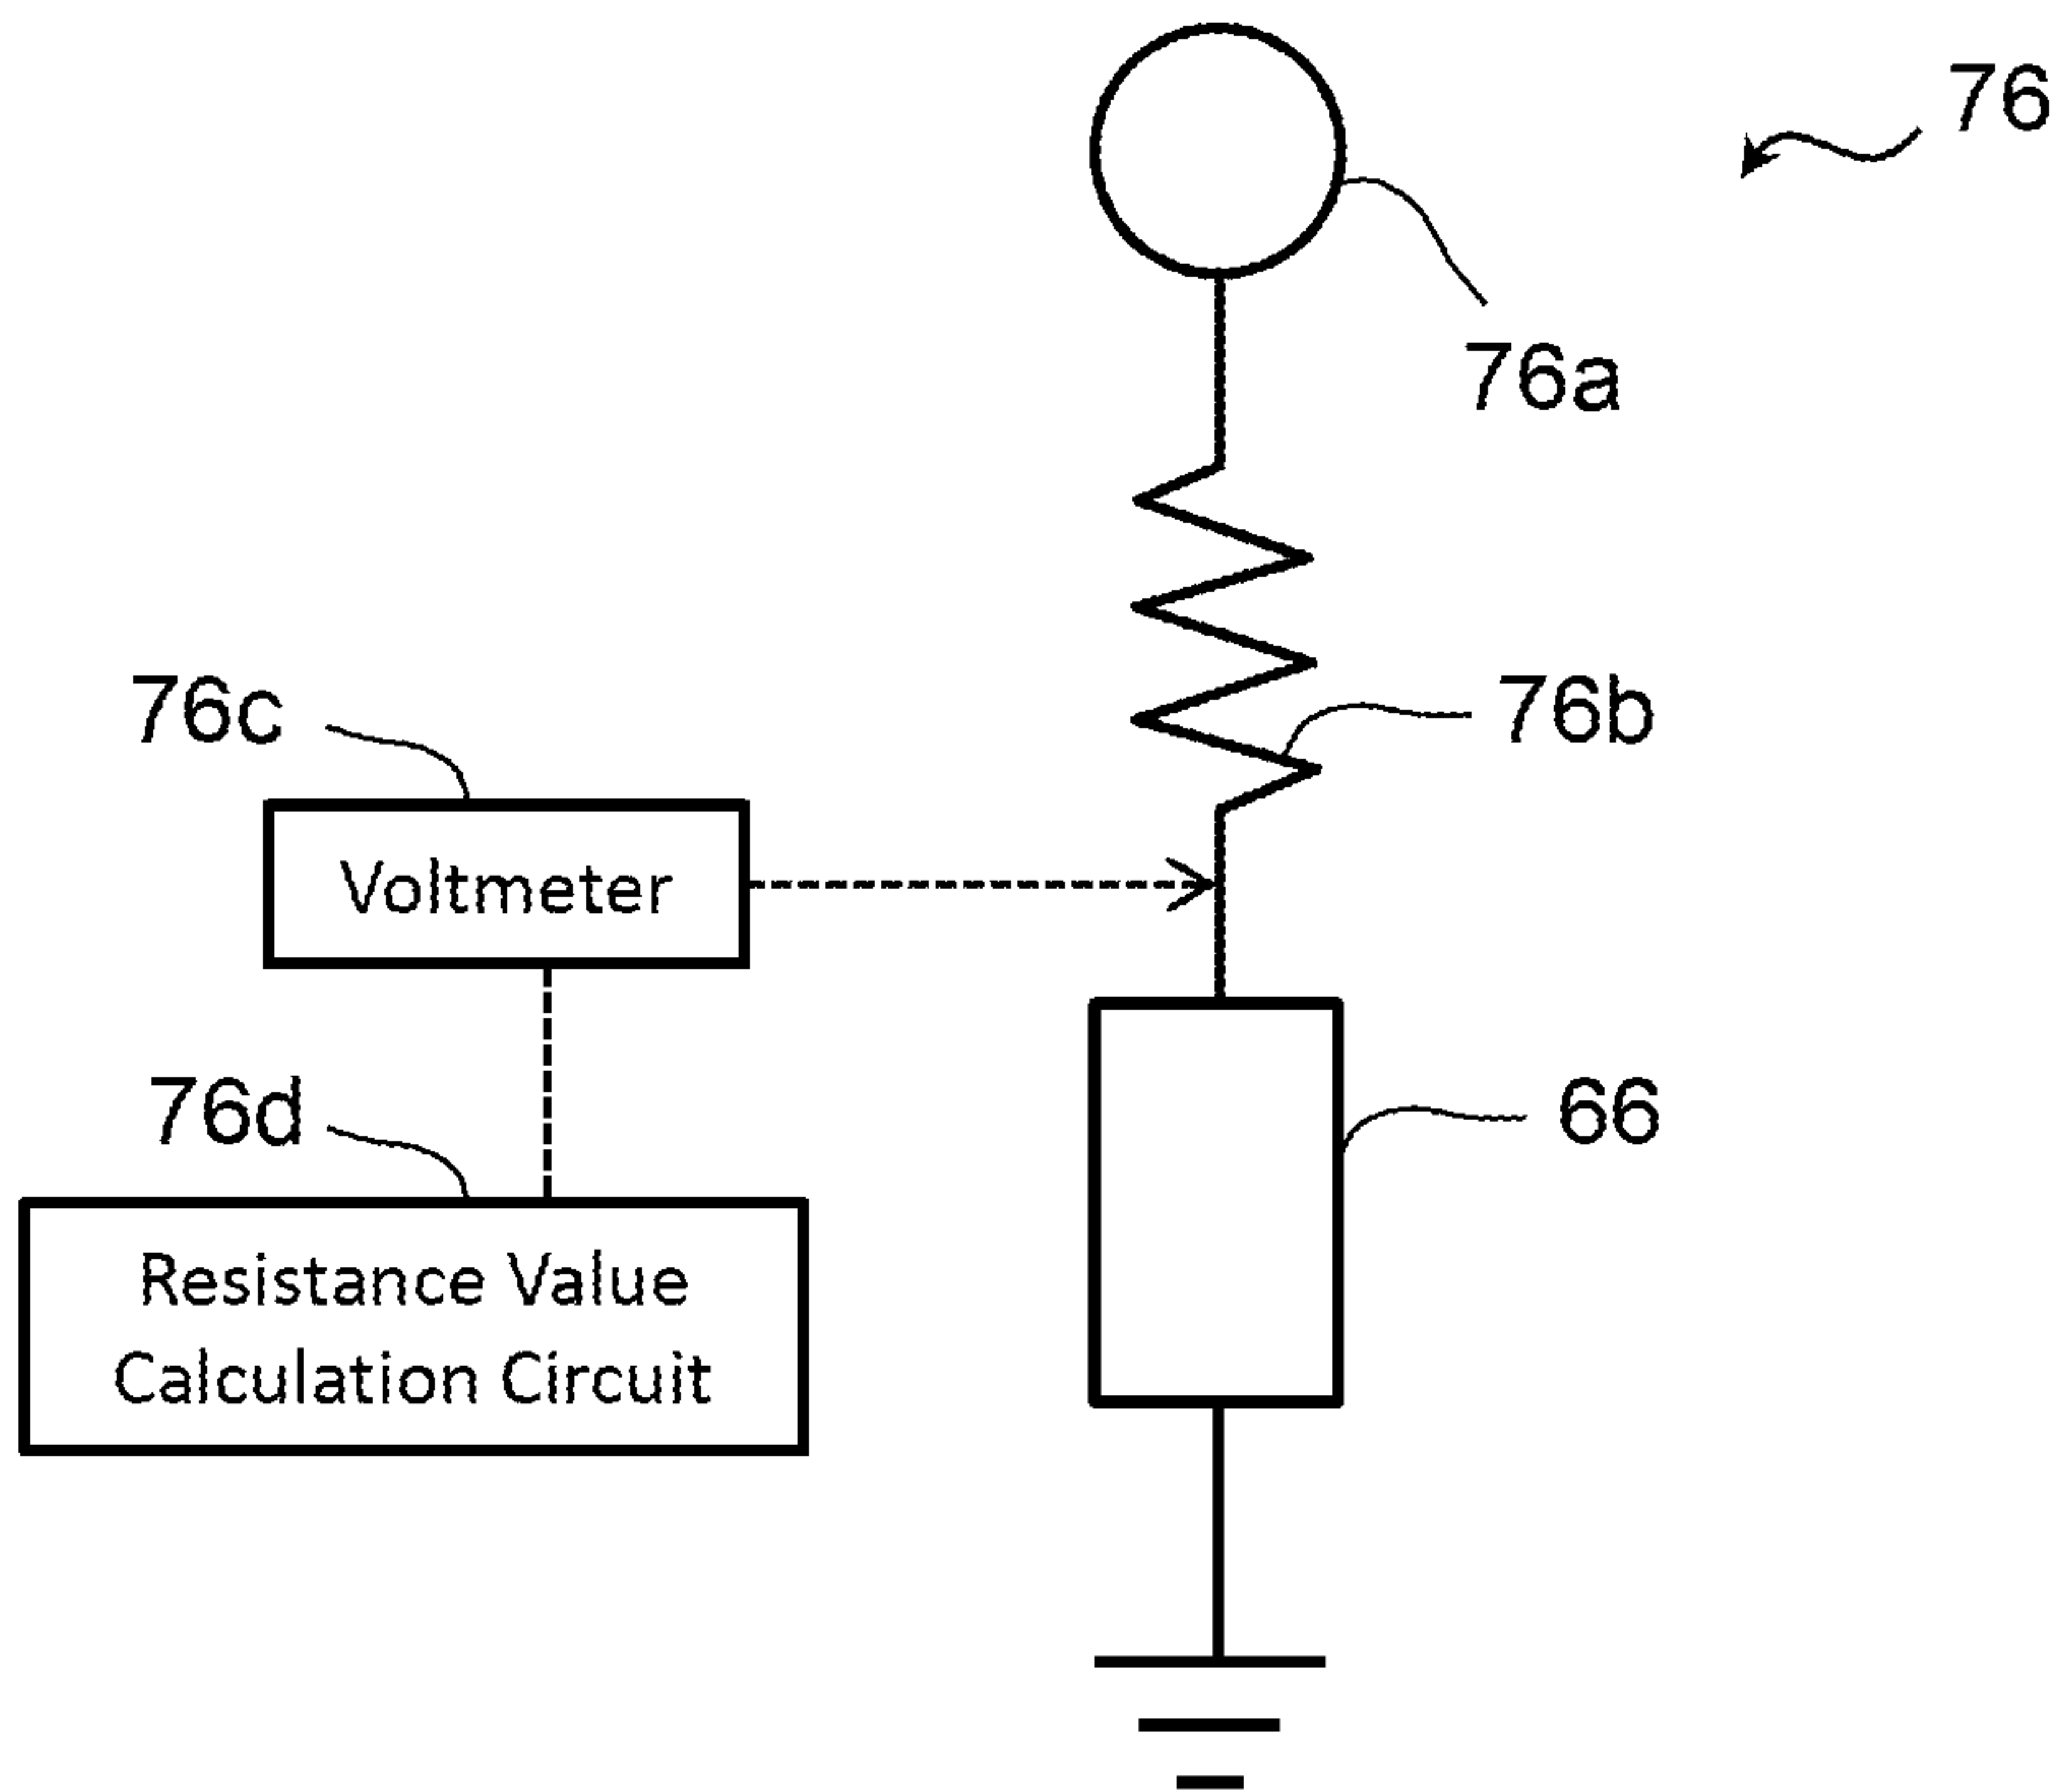 76
76a
76c
76b
Voltmeter
76d
66
Resistance Value
Calculation Circuit